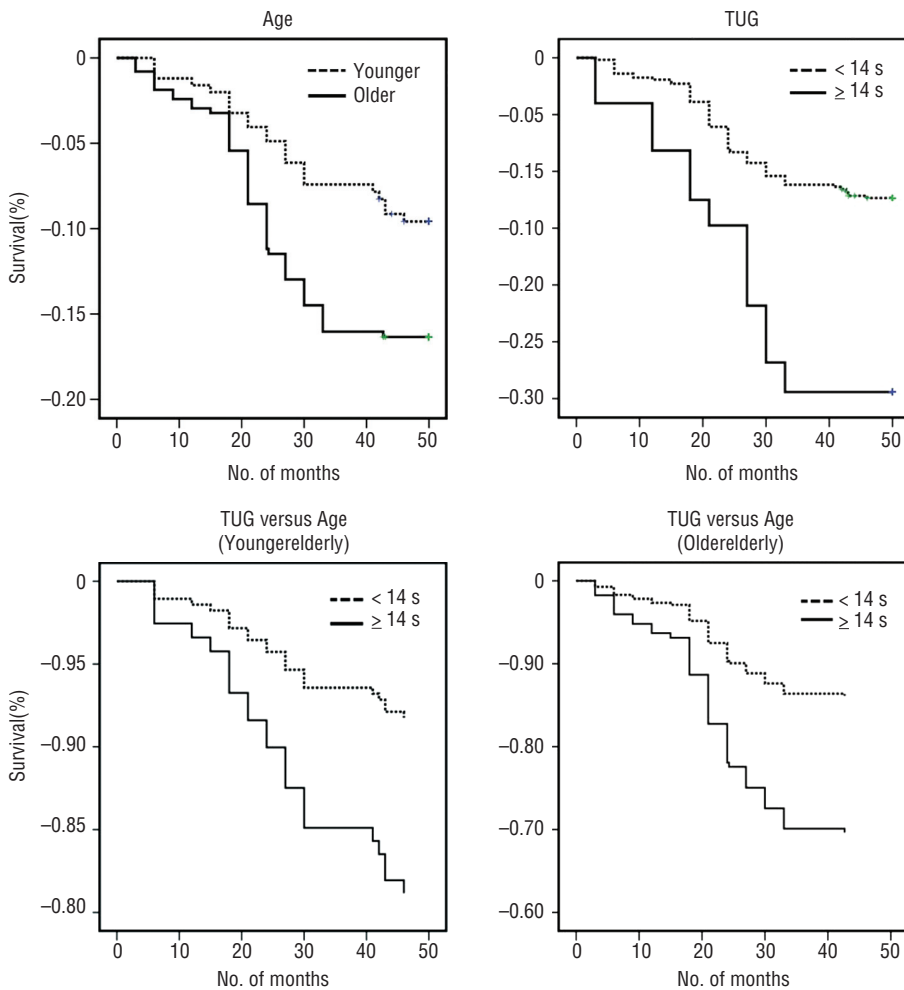 Age
0
−0.05
−0.10
−0.15
−0.20
Survival(%)
Younger
Older
0 10 20 30 40 50
No. of months
TUG
0
−0.05
−0.15
−0.10
−0.20
−0.25
−0.30
< 14 s
≥ 14 s
0 10 20 30 40 50
No. of months
TUG versus Age
(Youngerelderly)
0
−0.95
−0.90
−0.85
−0.80
Survival(%)
< 14 s
≥ 14 s
0 10 20 30 40 50
No. of months
TUG versus Age
(Olderelderly)
0
−0.90
−0.80
−0.70
−0.60
< 14 s
≥ 14 s
0 10 20 30 40 50
No. of months